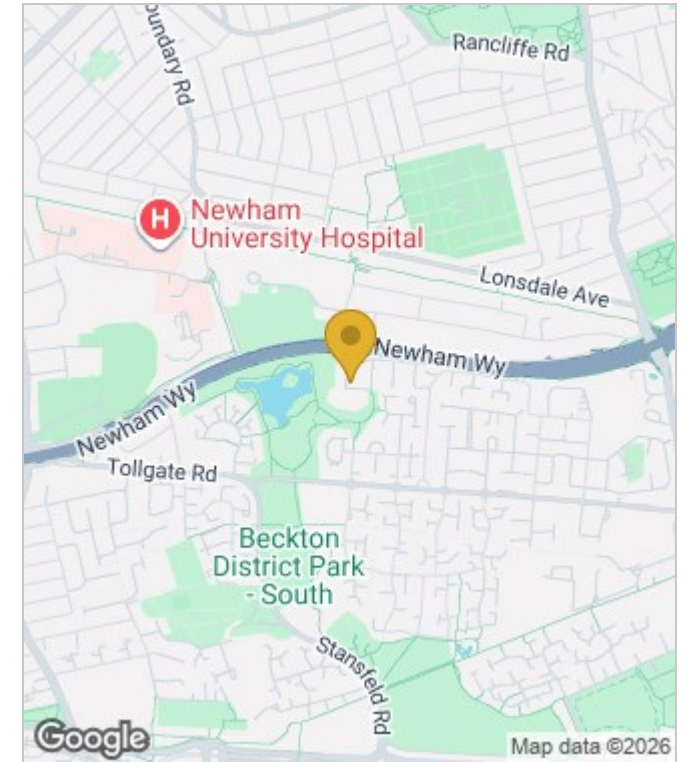 oundary Rd
Rancliffe Rd
H
Newham
University Hospital
Lonsdale Ave
Newham Wy
Newham Wy
Tollgate Rd
Beckton
District Park
- South
Stansfeld Rd
Google
Map data ©2026